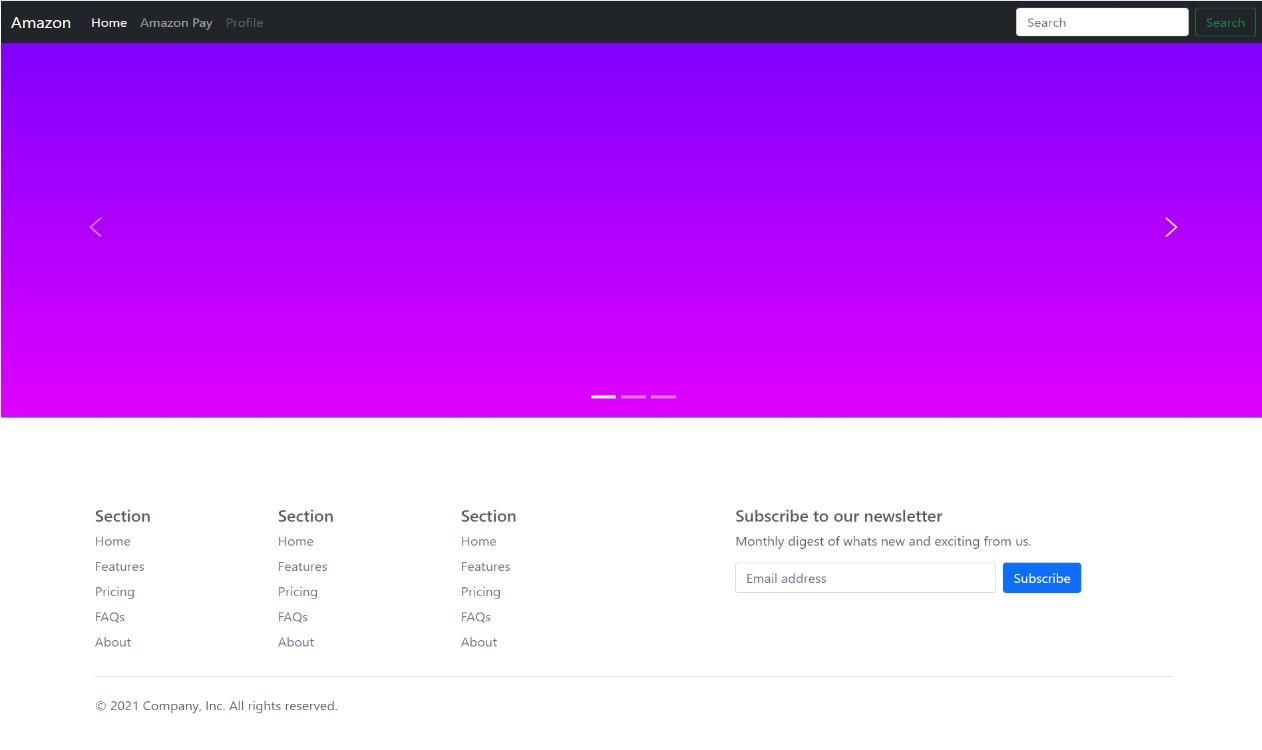 Amazon Home Amazon Pay Profile Search Search
Section Section Section Subscribe to our newsletter
Home Home Home Monthly digest of whats new and exciting from us.
Features Features Features Email address Subscribe
Pricing Pricing Pricing
FAQs FAQs FAQs
About About About
© 2021 Company, Inc. All rights reserved.